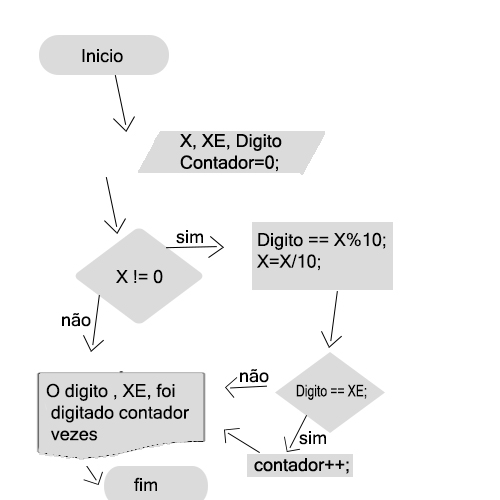 Inicio
X, XE, Digito
Contador=0;
sim
X != 0
Digito == X%10;
X=X/10;
não
não
O digito , XE, foi
digitado contador
vezes
Digito == XE;
sim
contador++;
fim